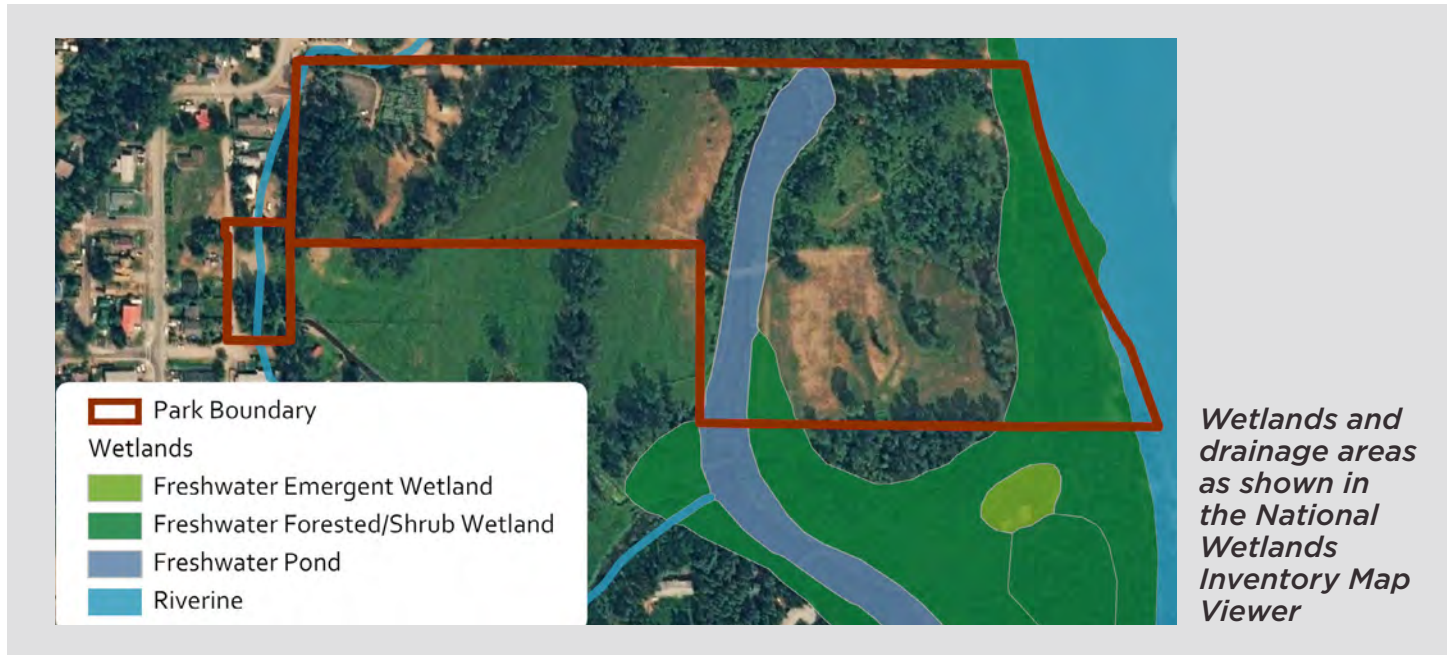 Park Boundary
Wetlands
Freshwater Emergent Wetland
Freshwater Forested/Shrub Wetland
Freshwater Pond
Riverine
Wetlands and
drainage areas
as shown in
the National
Wetlands
Inventory Map
Viewer